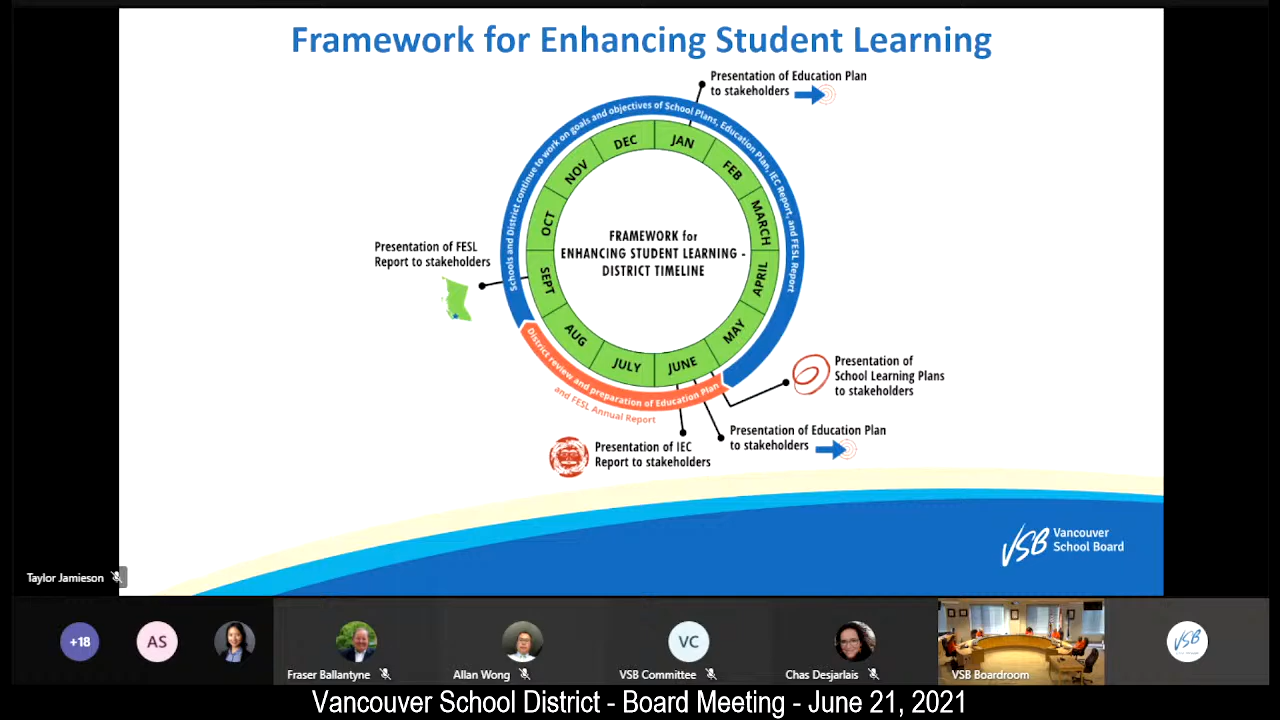 Framework for Enhancing Student Learning
Presentation of Education Plan
to stakeholders
Schools and District continue to work on goals and objectives of School Plans, Education Plan, IEC Report, and FESL Report
JAN
FEB
MARCH
APRIL
MAY
JUNE
JULY
AUG
SEPT
OCT
NOV
DEC
FRAMEWORK for
ENHANCING STUDENT LEARNING -
DISTRICT TIMELINE
Presentation of FESL
Report to stakeholders
District review and preparation of Education Plan
and FESL Annual Report
Presentation of
School Learning Plans
to stakeholders
Presentation of Education Plan
to stakeholders
Presentation of IEC
Report to stakeholders
VSB Vancouver
School Board
Taylor Jamieson
+18
AS
Fraser Ballantyne
Allan Wong
VC
VSB Committee
Chas Desjarlais
VSB Boardroom
VSB
Vancouver School District - Board Meeting - June 21, 2021